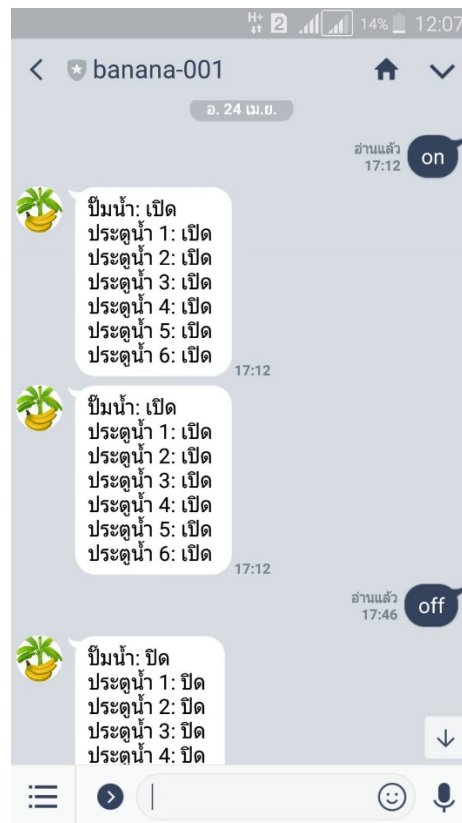 H+ 2 14% 12:07
banana-001
อ. 24 เม.ย.
อ่านแล้ว
17:12
on
ปั๊มน้ำ: เปิด
ประตูน้ำ 1: เปิด
ประตูน้ำ 2: เปิด
ประตูน้ำ 3: เปิด
ประตูน้ำ 4: เปิด
ประตูน้ำ 5: เปิด
ประตูน้ำ 6: เปิด
17:12
ปั๊มน้ำ: เปิด
ประตูน้ำ 1: เปิด
ประตูน้ำ 2: เปิด
ประตูน้ำ 3: เปิด
ประตูน้ำ 4: เปิด
ประตูน้ำ 5: เปิด
ประตูน้ำ 6: เปิด
17:12
อ่านแล้ว
17:46
off
ปั๊มน้ำ: ปิด
ประตูน้ำ 1: ปิด
ประตูน้ำ 2: ปิด
ประตูน้ำ 3: ปิด
ประตูน้ำ 4: ปิด